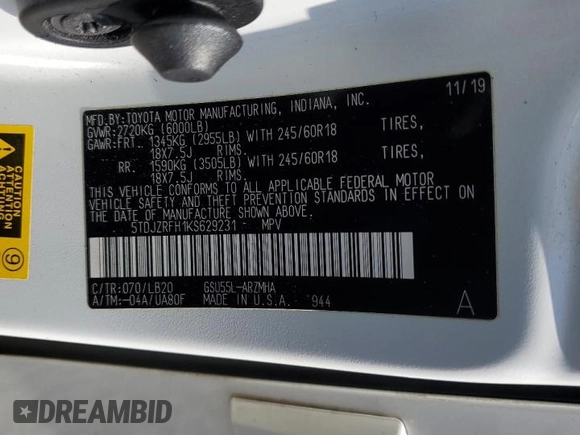 MFD.BY:TOYOTA MOTOR MANUFACTURING, INDIANA, INC. 11/19
GVWR:2720KG (6000LB)
GAWR:FRT. 1345KG (2955LB) WITH 245/60R18 TIRES,
18X7.5J RIMS.
RR. 1590KG (3505LB) WITH 245/60R18 TIRES,
18X7.5J RIMS.
THIS VEHICLE CONFORMS TO ALL APPLICABLE FEDERAL MOTOR
VEHICLE SAFETY AND THEFT PREVENTION STANDARDS IN EFFECT ON
THE DATE OF MANUFACTURE SHOWN ABOVE.
5TDJZRFH1KS629231 MPV
C/TR:070/LB20 GSU55L-ARZMHA
A/TM:-04A/UA80F MADE IN U.S.A. 944
A
CAUTION
ATTENTION
ACHTUNG
9
DREAMBID